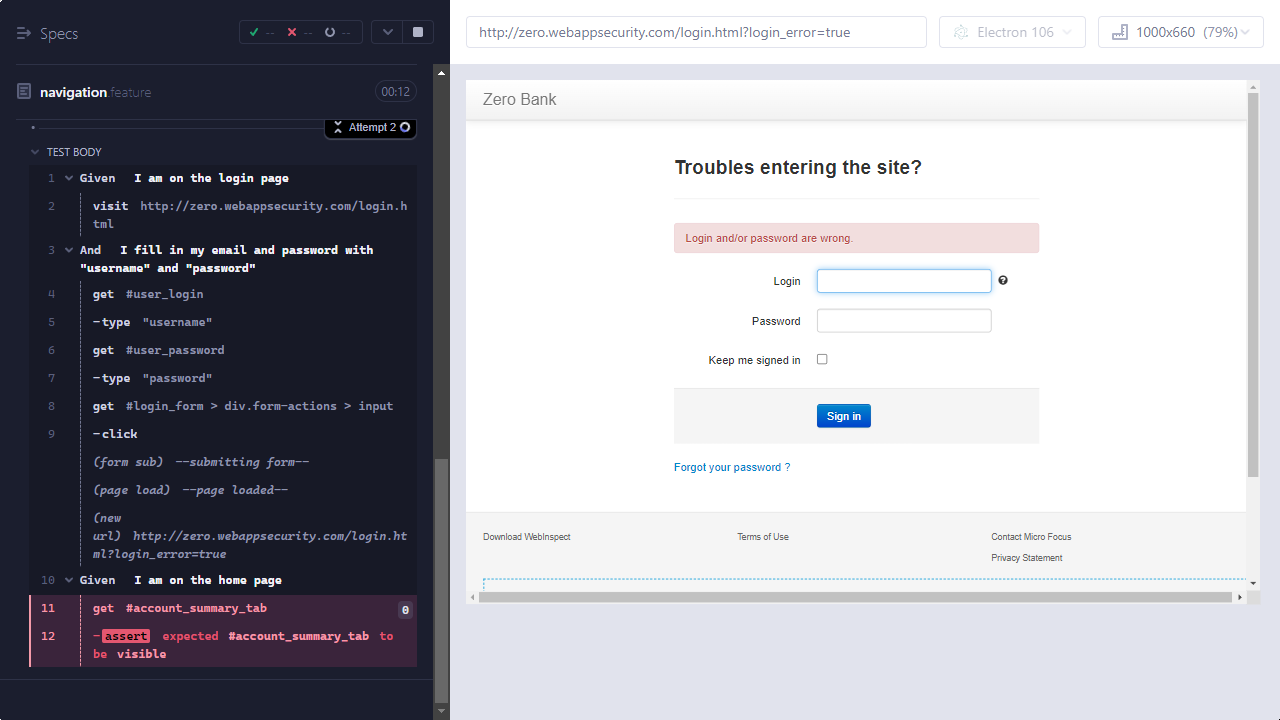 Specs
-- -- --
navigation.feature
00:12
Attempt 2
TEST BODY
1 Given I am on the login page
2 visit http://zero.webappsecurity.com/login.h
tml
3 And I fill in my email and password with
"username" and "password"
4 get #user_login
5 -type "username"
6 get #user_password
7 -type "password"
8 get #login_form > div.form-actions > input
9 -click
(form sub) --submitting form--
(page load) --page loaded--
(new
url) http://zero.webappsecurity.com/login.ht
ml?login_error=true
10 Given I am on the home page
11 get #account_summary_tab 0
12 -assert expected #account_summary_tab to
be visible
http://zero.webappsecurity.com/login.html?login_error=true
Electron 106
1000x660 (79%)
Zero Bank
Troubles entering the site?
Login and/or password are wrong.
Login
Password
Keep me signed in
Sign in
Forgot your password ?
Download WebInspect
Terms of Use
Contact Micro Focus
Privacy Statement